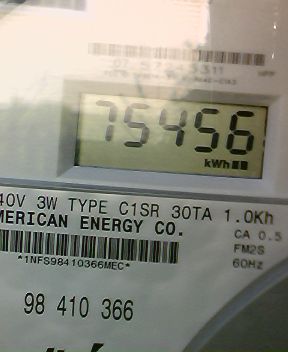 75456
kWh
40V 3W TYPE C1SR 30TA 1.0Kh
MERICAN ENERGY CO.
CA 0.5
FM2S
60Hz
*1NFS98410366MEC*
98 410 366